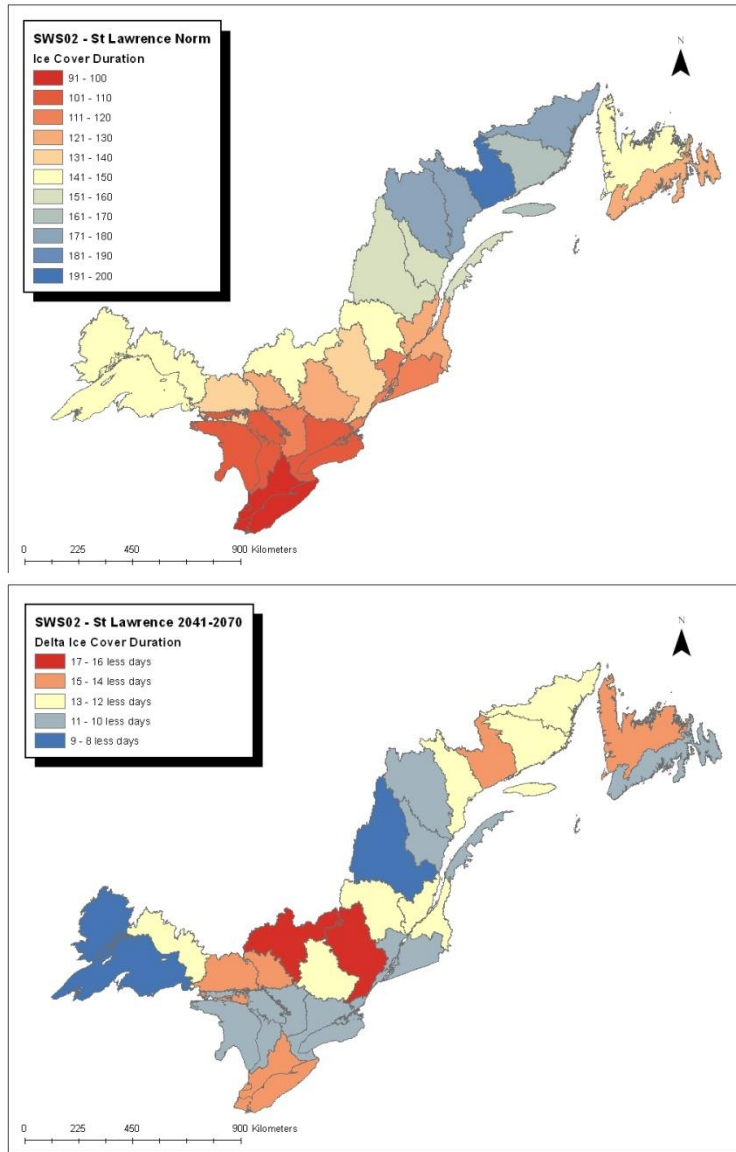 SWS02 - St Lawrence Norm
Ice Cover Duration
91 - 100
101 - 110
111 - 120
121 - 130
131 - 140
141 - 150
151 - 160
161 - 170
171 - 180
181 - 190
191 - 200
N
0 225 450 900 Kilometers
SWS02 - St Lawrence 2041-2070
Delta Ice Cover Duration
17 - 16 less days
15 - 14 less days
13 - 12 less days
11 - 10 less days
9 - 8 less days
N
0 225 450 900 Kilometers